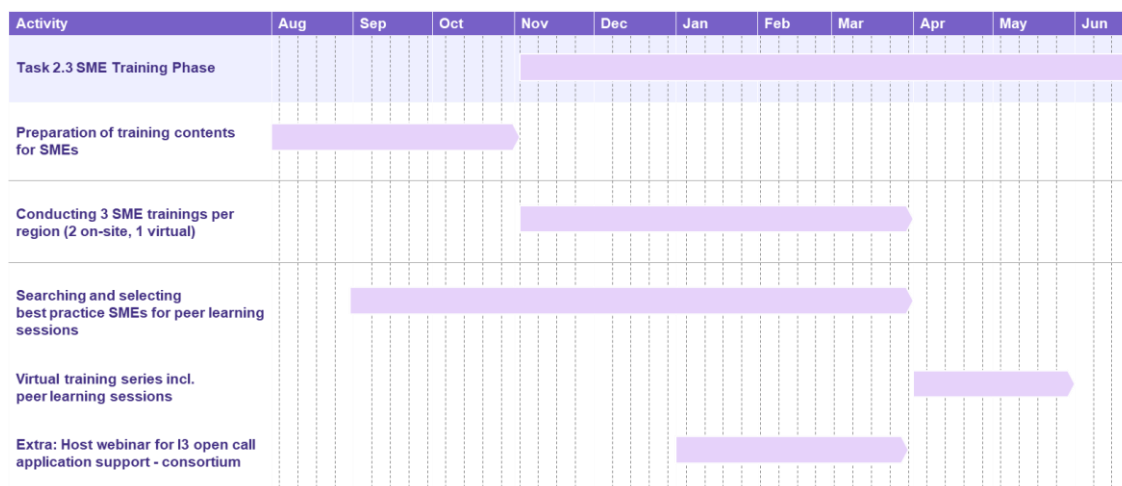 Activity Aug Sep Oct Nov Dec Jan Feb Mar Apr May Jun
Task 2.3 SME Training Phase
Preparation of training contents
for SMEs
Conducting 3 SME trainings per
region (2 on-site, 1 virtual)
Searching and selecting
best practice SMEs for peer learning
sessions
Virtual training series incl.
peer learning sessions
Extra: Host webinar for I3 open call
application support - consortium